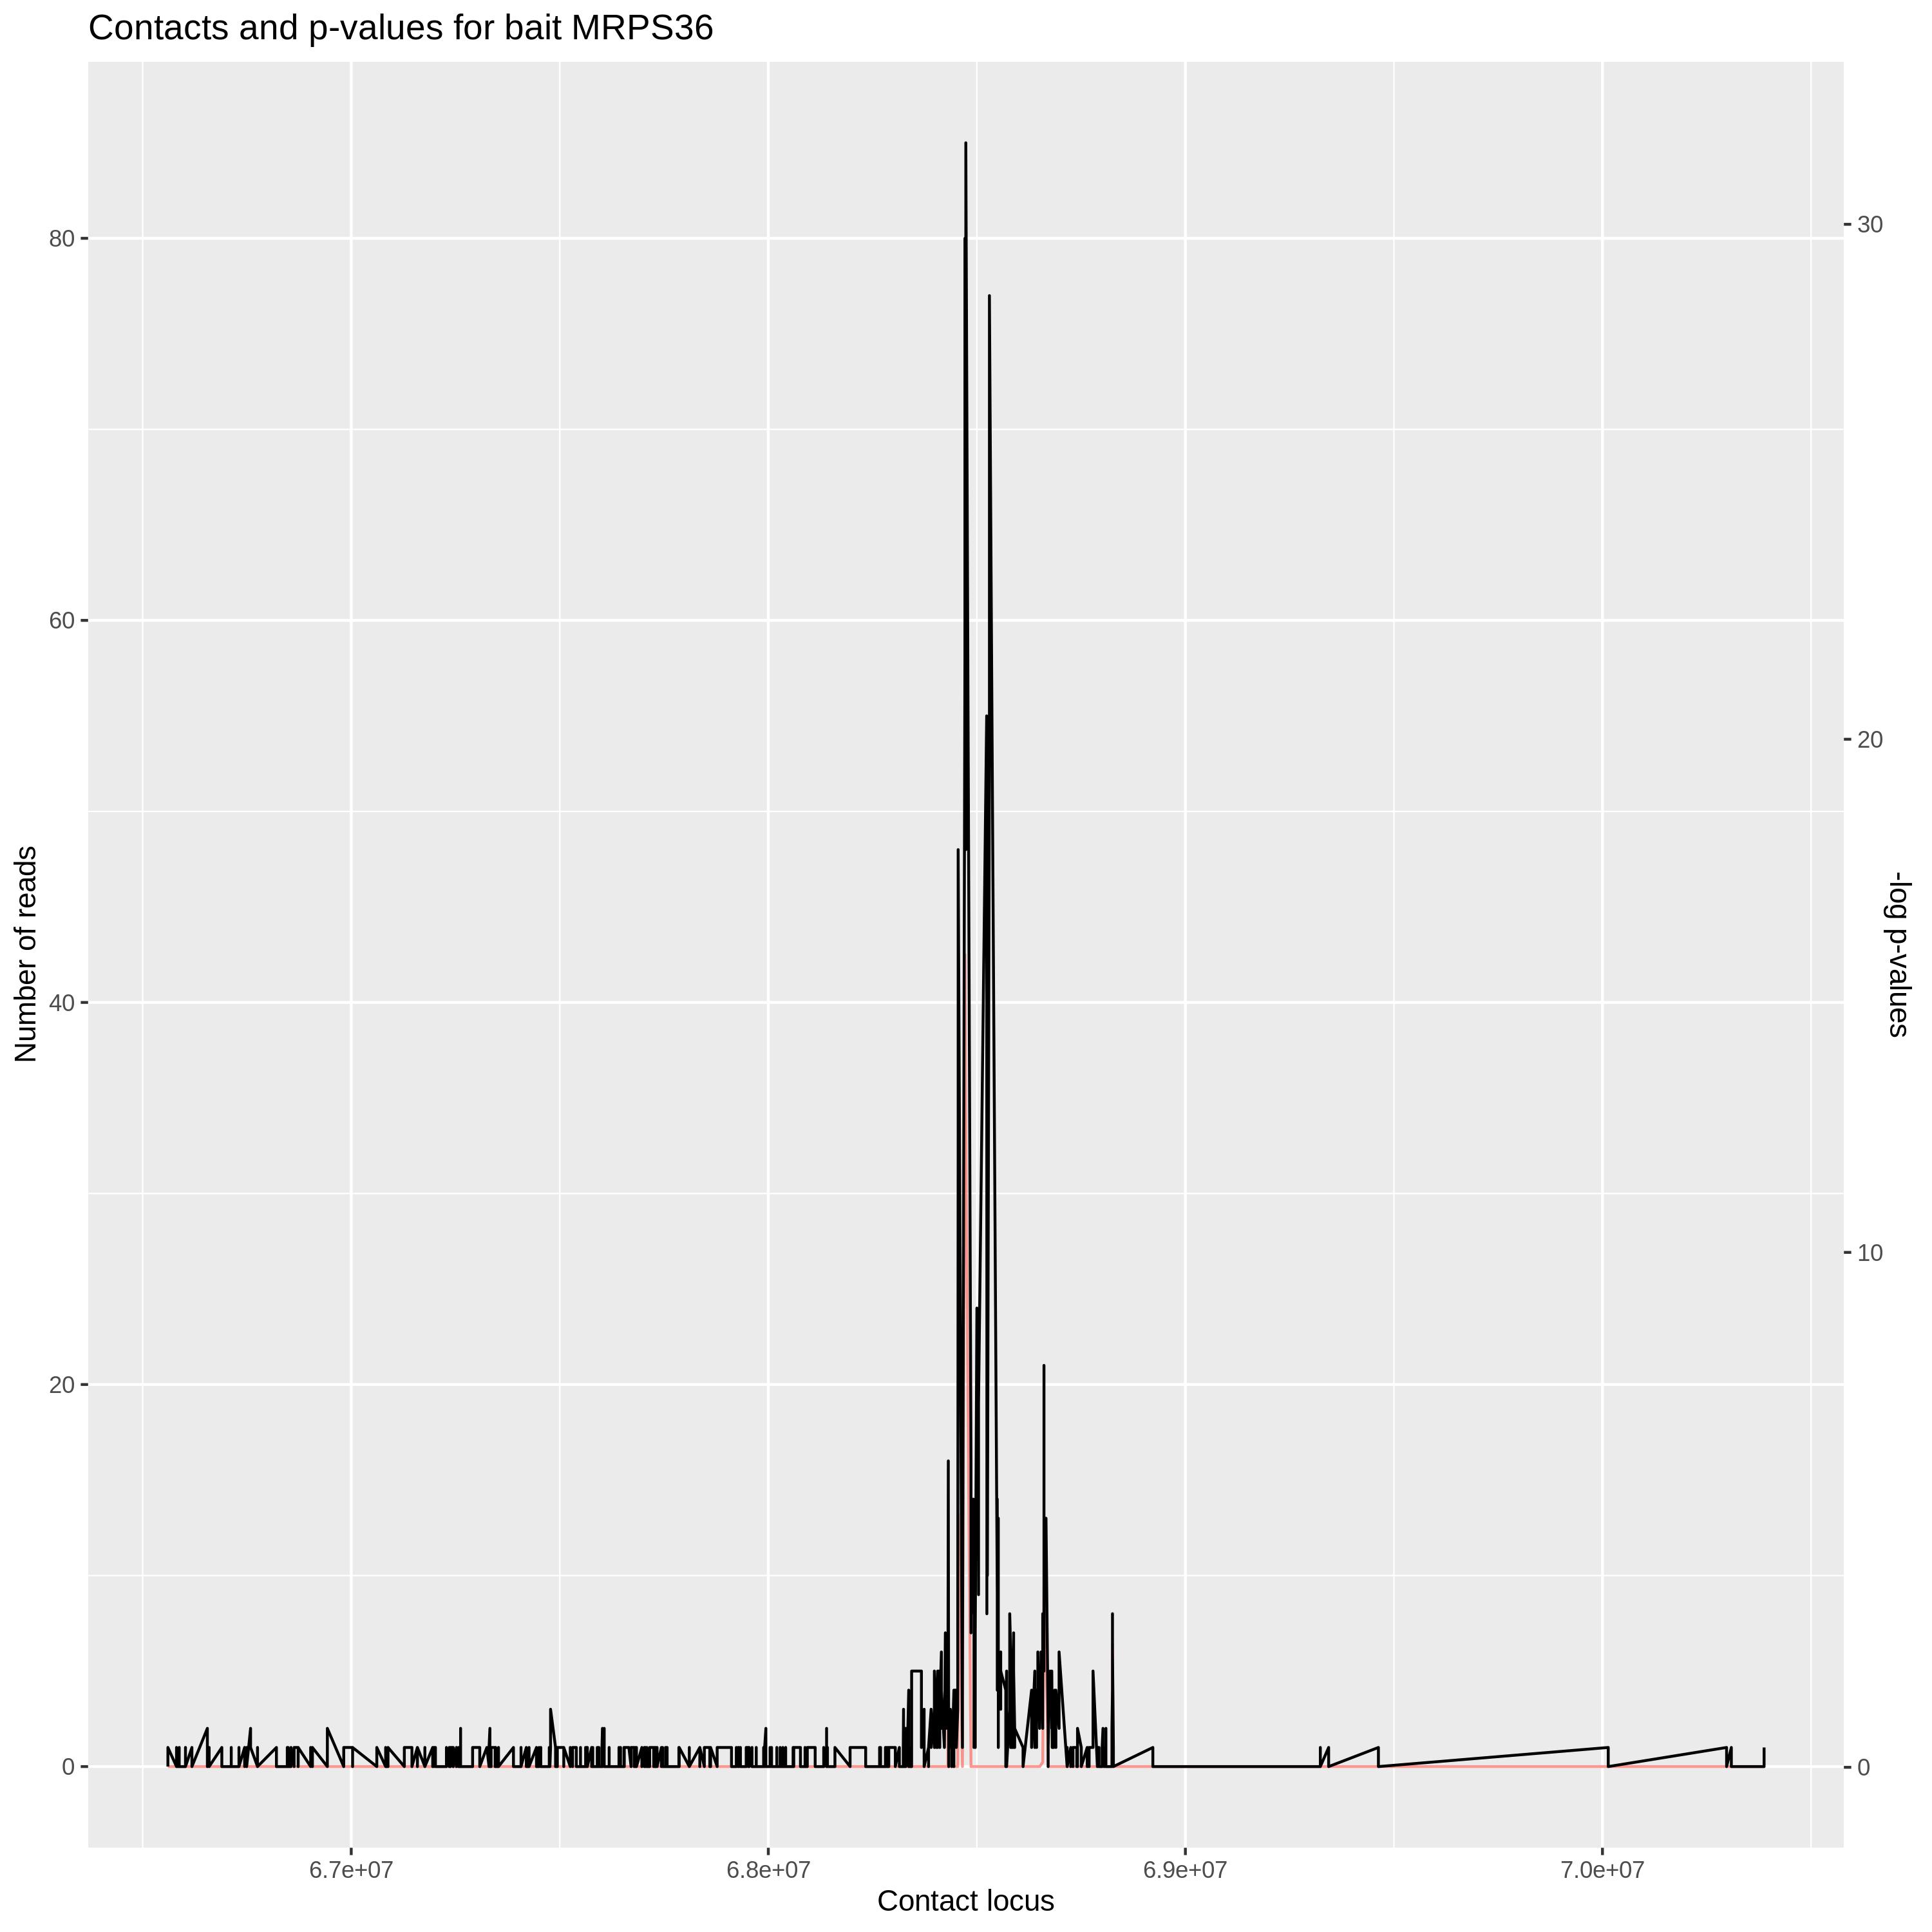 Contacts and p-values for bait MRPS36
80
60
40
20
0
30
20
10
0
Number of reads
-log p-values
6.7e+07 6.8e+07 6.9e+07 7.0e+07
Contact locus